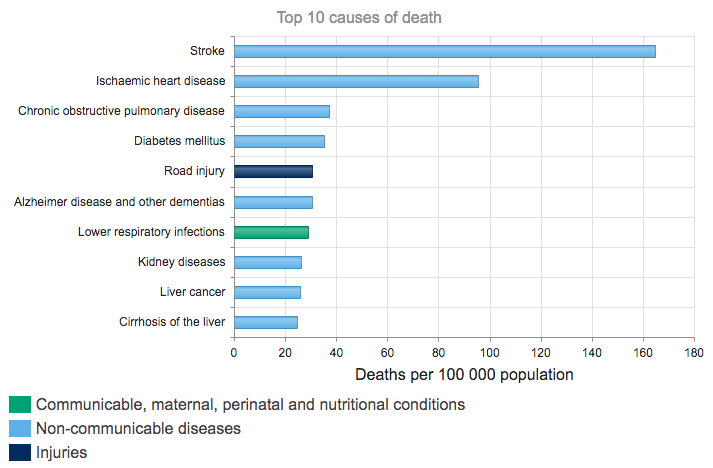 Top 10 causes of death
Stroke
Ischaemic heart disease
Chronic obstructive pulmonary disease
Diabetes mellitus
Road injury
Alzheimer disease and other dementias
Lower respiratory infections
Kidney diseases
Liver cancer
Cirrhosis of the liver
0 20 40 60 80 100 120 140 160 180
Deaths per 100 000 population
Communicable, maternal, perinatal and nutritional conditions
Non-communicable diseases
Injuries